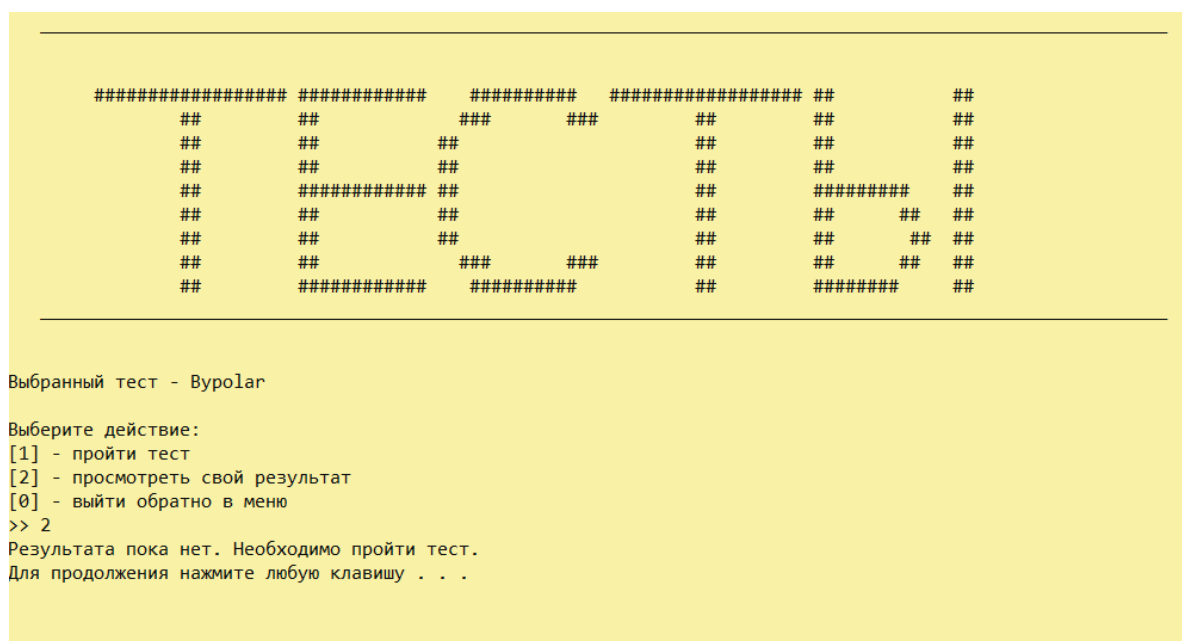 ТЕСТЫ
Выбранный тест - Bypolar
Выберите действие:
[1] - пройти тест
[2] - просмотреть свой результат
[0] - выйти обратно в меню
>> 2
Результата пока нет. Необходимо пройти тест.
Для продолжения нажмите любую клавишу . . .